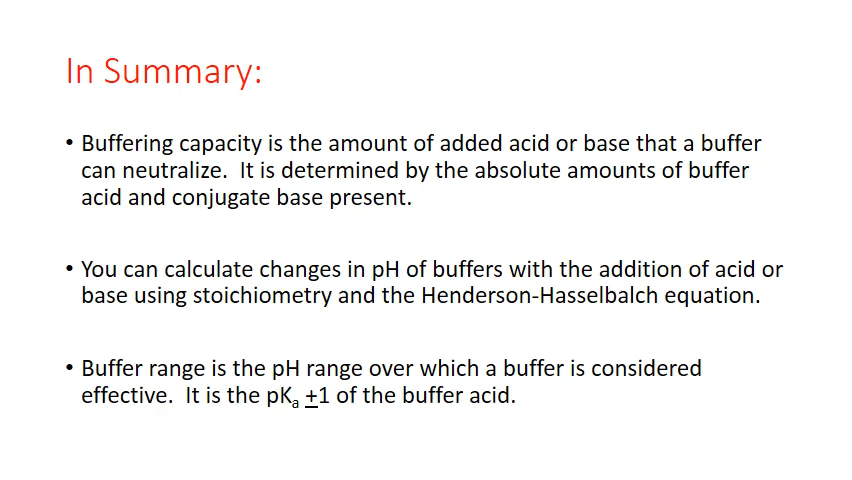 In Summary:
• Buffering capacity is the amount of added acid or base that a buffer
can neutralize.  It is determined by the absolute amounts of buffer
acid and conjugate base present.
• You can calculate changes in pH of buffers with the addition of acid or
base using stoichiometry and the Henderson-Hasselbalch equation.
• Buffer range is the pH range over which a buffer is considered
effective.  It is the pKa +1 of the buffer acid.